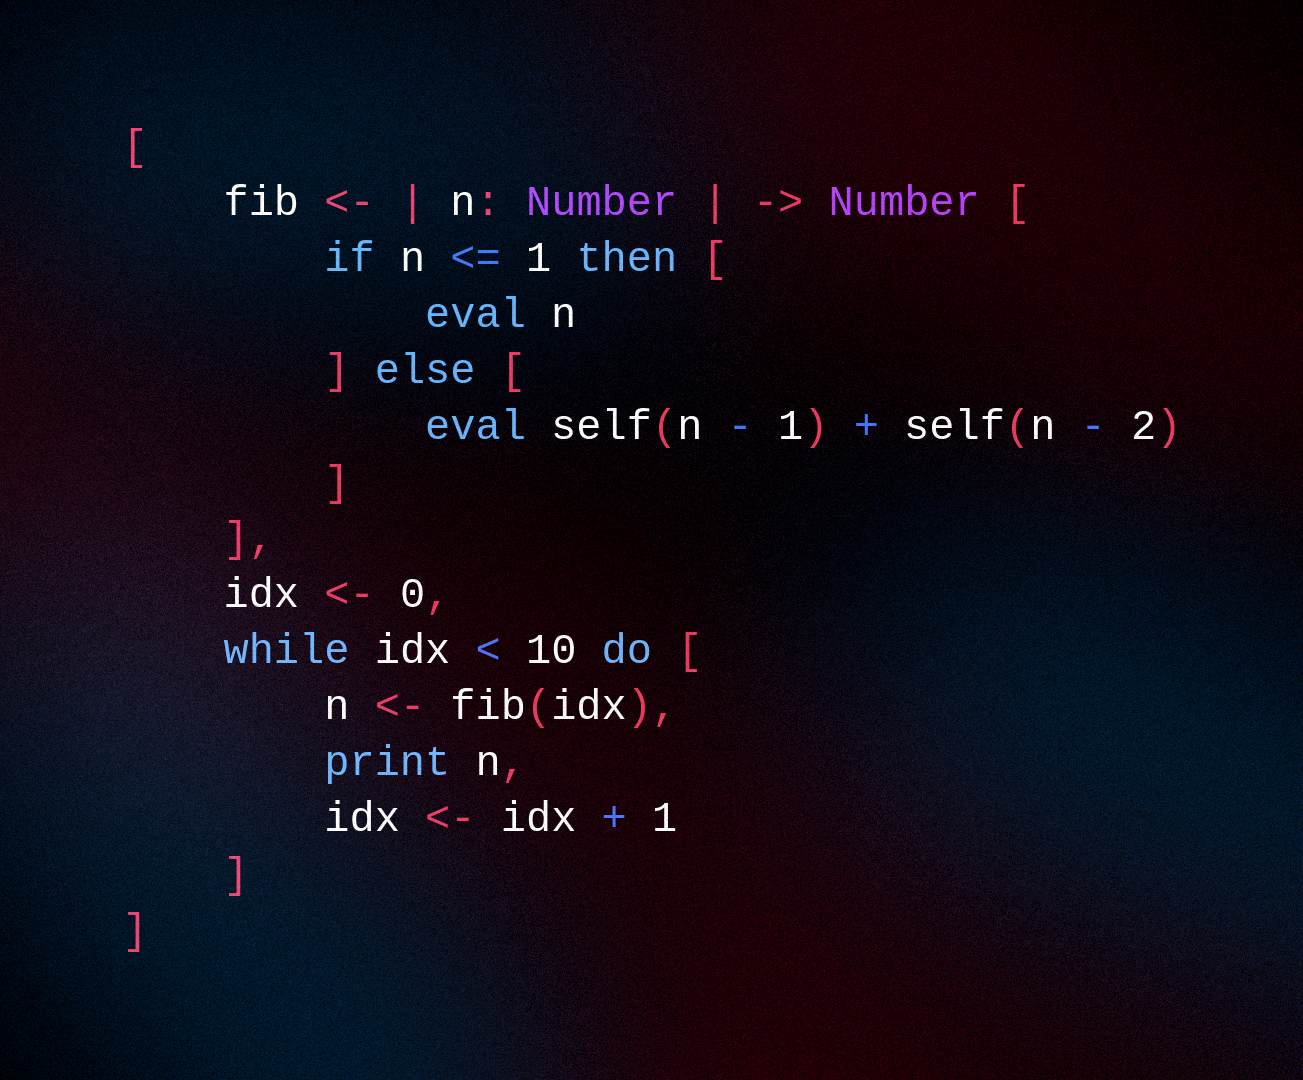 [
    fib <- | n: Number | -> Number [
        if n <= 1 then [
            eval n
        ] else [
            eval self(n - 1) + self(n - 2)
        ]
    ],
    idx <- 0,
    while idx < 10 do [
        n <- fib(idx),
        print n,
        idx <- idx + 1
    ]
]